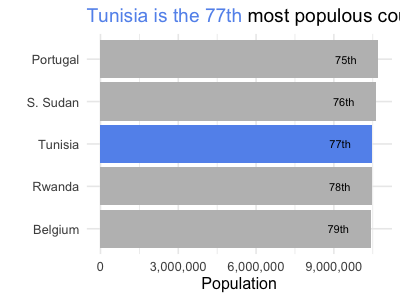 Tunisia is the 77th most populous
Portugal 75th
S. Sudan 76th
Tunisia 77th
Rwanda 78th
Belgium 79th
0 3,000,000 6,000,000 9,000,000
Population